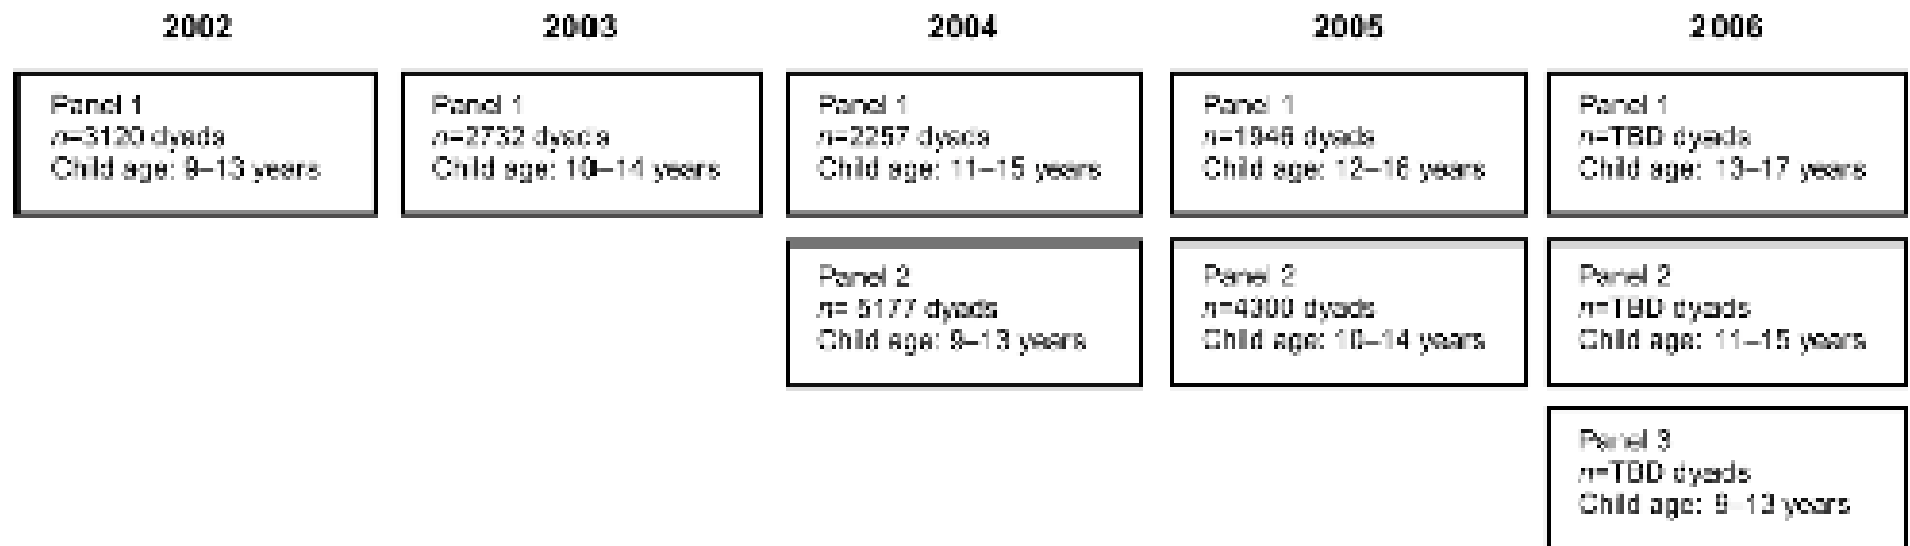 2002 2003 2004 2005 2006
Panel 1
n=3120 dyads
Child age: 9–13 years
Panel 1
n=2732 dyads
Child age: 10–14 years
Panel 1
n=2257 dyads
Child age: 11–15 years
Panel 1
dyads
Child age: 12–16 years
Panel 1
n=TBD dyads
Child age: 13–17 years
Panel 2
n= 5177 dyads
Child age: 9–13 years
Panel 2
dyads
Child age: 10–14 years
Panel 2
n=TBD dyads
Child age: 11–15 years
Panel 3
n=TBD dyads
Child age: 9–13 years